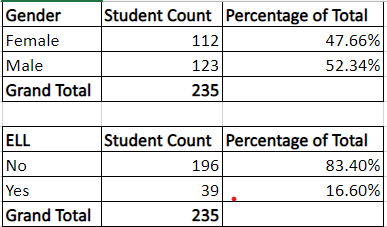 Gender Student Count Percentage of Total
Female 112 47.66%
Male 123 52.34%
Grand Total 235
ELL Student Count Percentage of Total
No 196 83.40%
Yes 39 16.60%
Grand Total 235